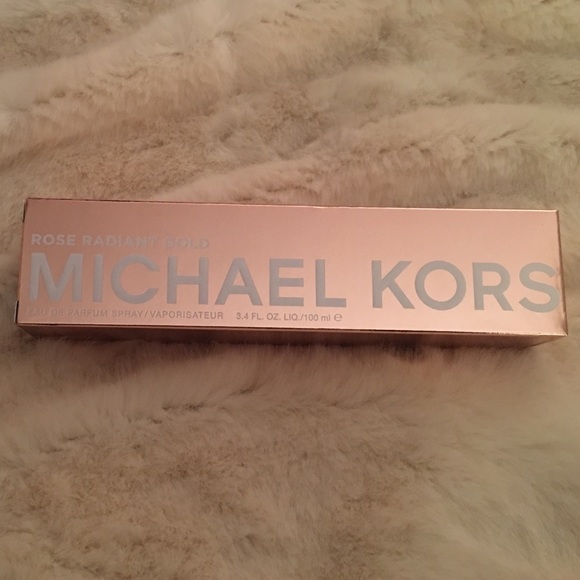 ROSE RADIANT GOLD
MICHAEL KORS
EAU DE PARFUM SPRAY/VAPORISATEUR 3.4 FL. OZ. LIQ./100 ml ℮